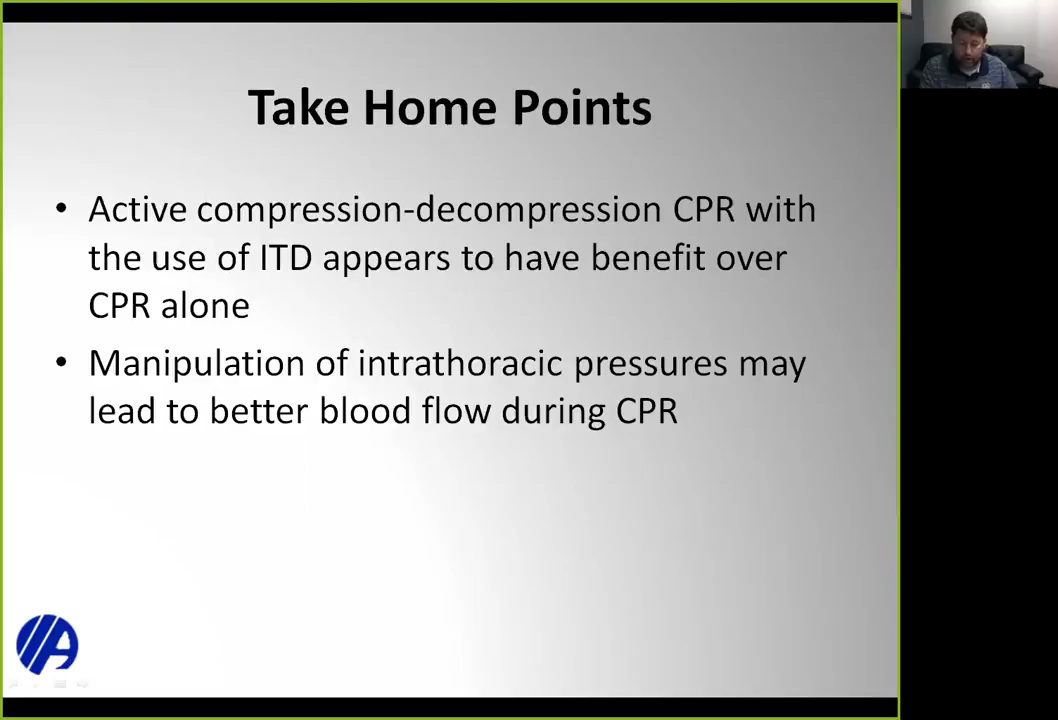 Take Home Points
• Active compression-decompression CPR with
the use of ITD appears to have benefit over
CPR alone
• Manipulation of intrathoracic pressures may
lead to better blood flow during CPR
A